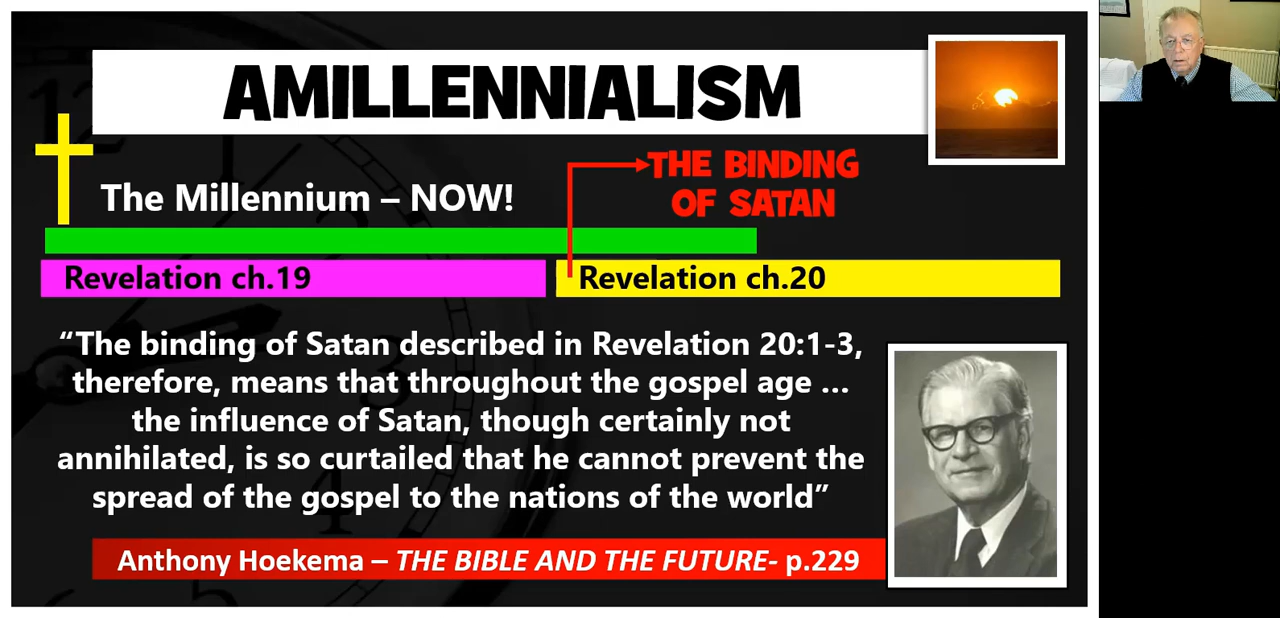 AMILLENNIALISM
The Millennium – NOW!
THE BINDING
OF SATAN
Revelation ch.19
Revelation ch.20
“The binding of Satan described in Revelation 20:1-3,
therefore, means that throughout the gospel age ...
the influence of Satan, though certainly not
annihilated, is so curtailed that he cannot prevent the
spread of the gospel to the nations of the world”
Anthony Hoekema – THE BIBLE AND THE FUTURE- p.229